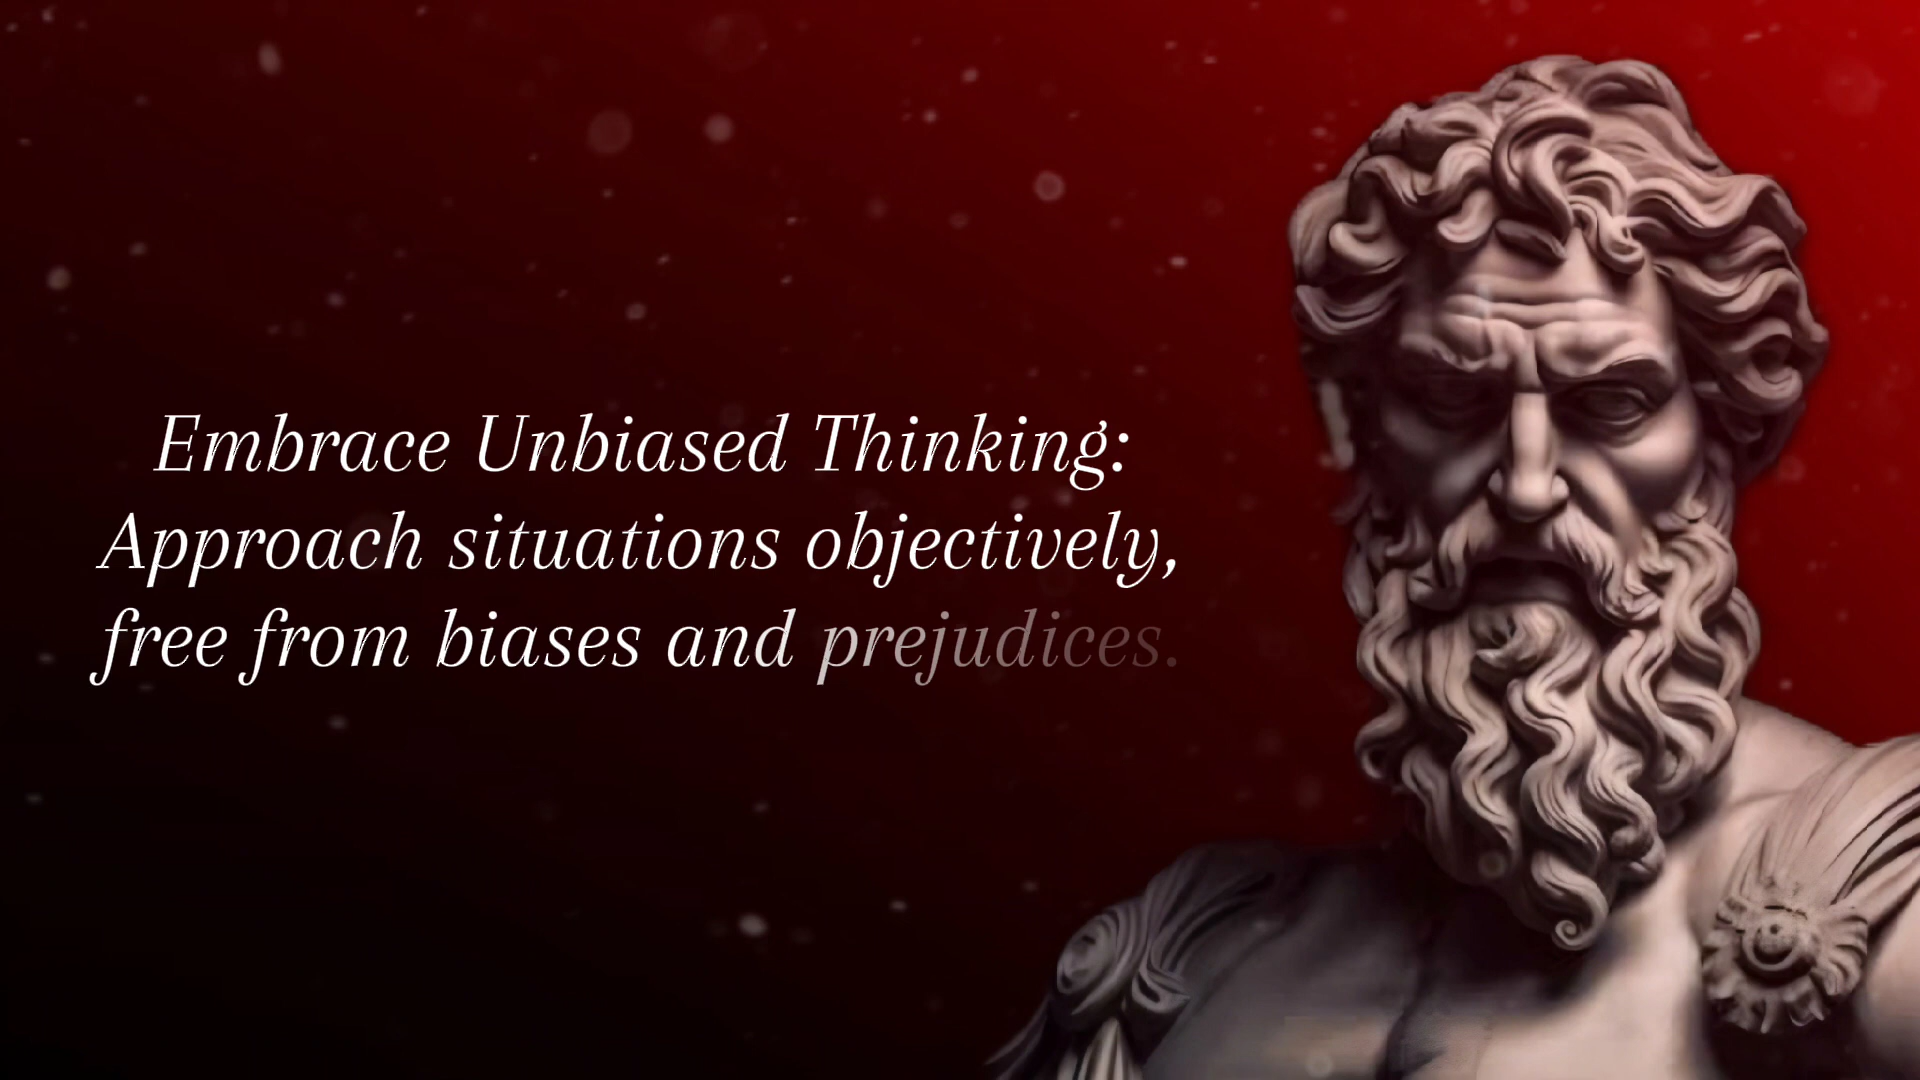 Embrace Unbiased Thinking:
Approach situations objectively,
free from biases and prejudices.